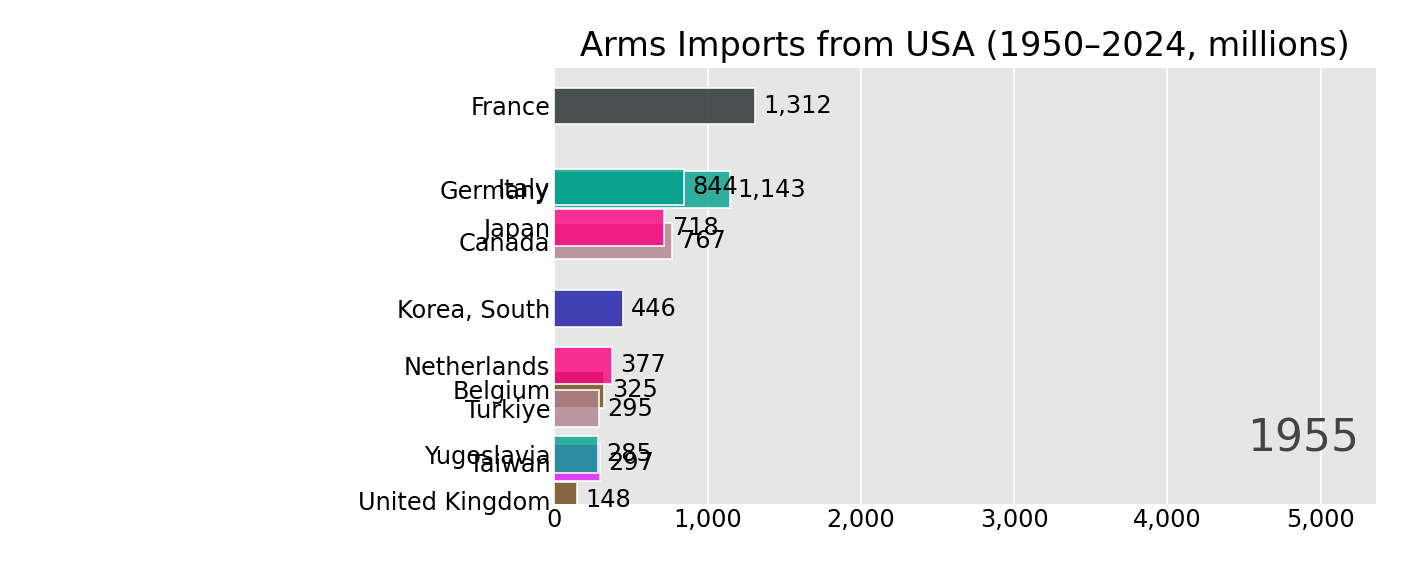 Arms Imports from USA (1950–2024, millions)
France 1,312
Italy 844
Germany 1,143
Japan 718
Canada 767
Korea, South 446
Netherlands 377
Belgium 325
Turkiye 295
Yugoslavia 285
Taiwan 297
United Kingdom 148
1955
0 1,000 2,000 3,000 4,000 5,000